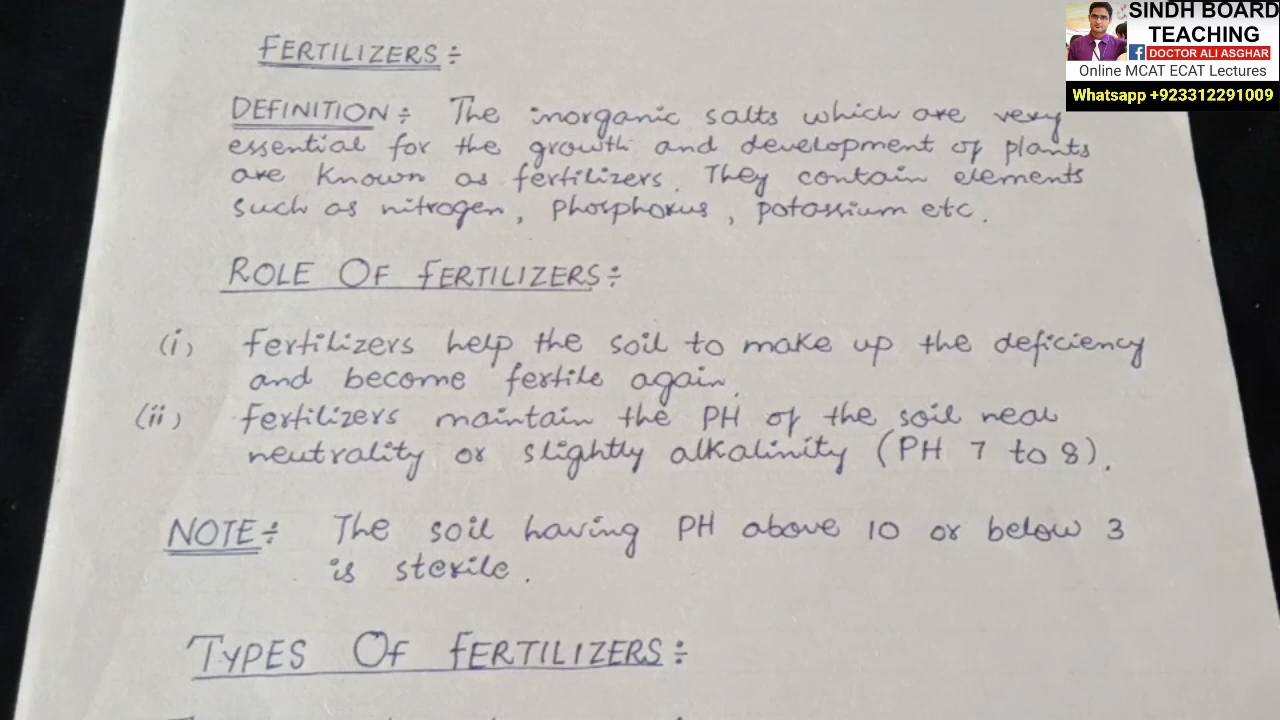 SINDH BOARD
TEACHING
f DOCTOR ALI ASGHAR
Online MCAT ECAT Lectures
Whatsapp +923312291009
FERTILIZERS :-
DEFINITION :- The inorganic salts which are very
essential for the growth and development of plants
are known as fertilizers. They contain elements
such as nitrogen, phosphorus, potassium etc.
ROLE OF FERTILIZERS :-
(i) fertilizers help the soil to make up the deficiency
and become fertile again.
(ii) fertilizers maintain the PH of the soil near
neutrality or slightly alkalinity (PH 7 to 8).
NOTE :- The soil having PH above 10 or below 3
is sterile.
TYPES OF FERTILIZERS :-